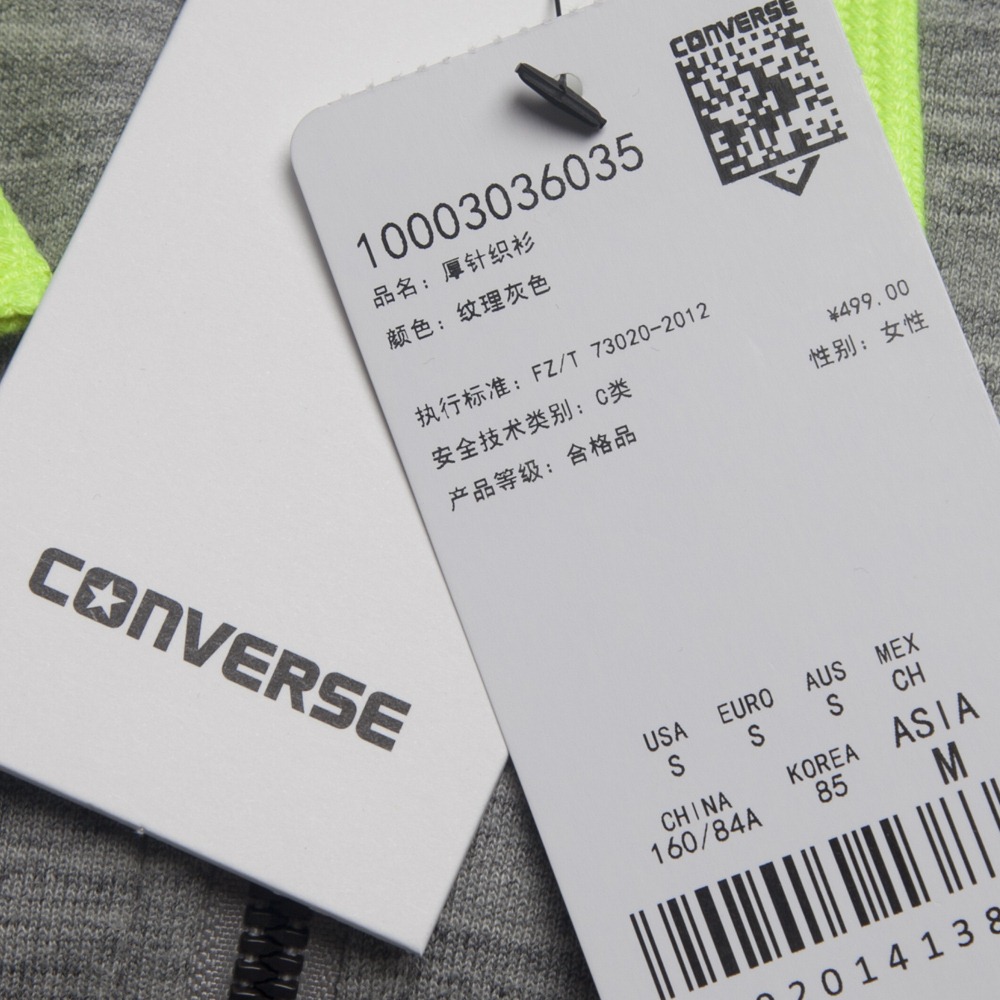 CONVERSE
10003036035
品名：厚针织衫
颜色：纹理灰色
¥499.00
执行标准：FZ/T 73020-2012
性别：女性
安全技术类别：C类
产品等级：合格品
USA EURO AUS MEX
S S S CH
CHINA KOREA ASIA
160/84A 85 M
2014138
CONVERSE